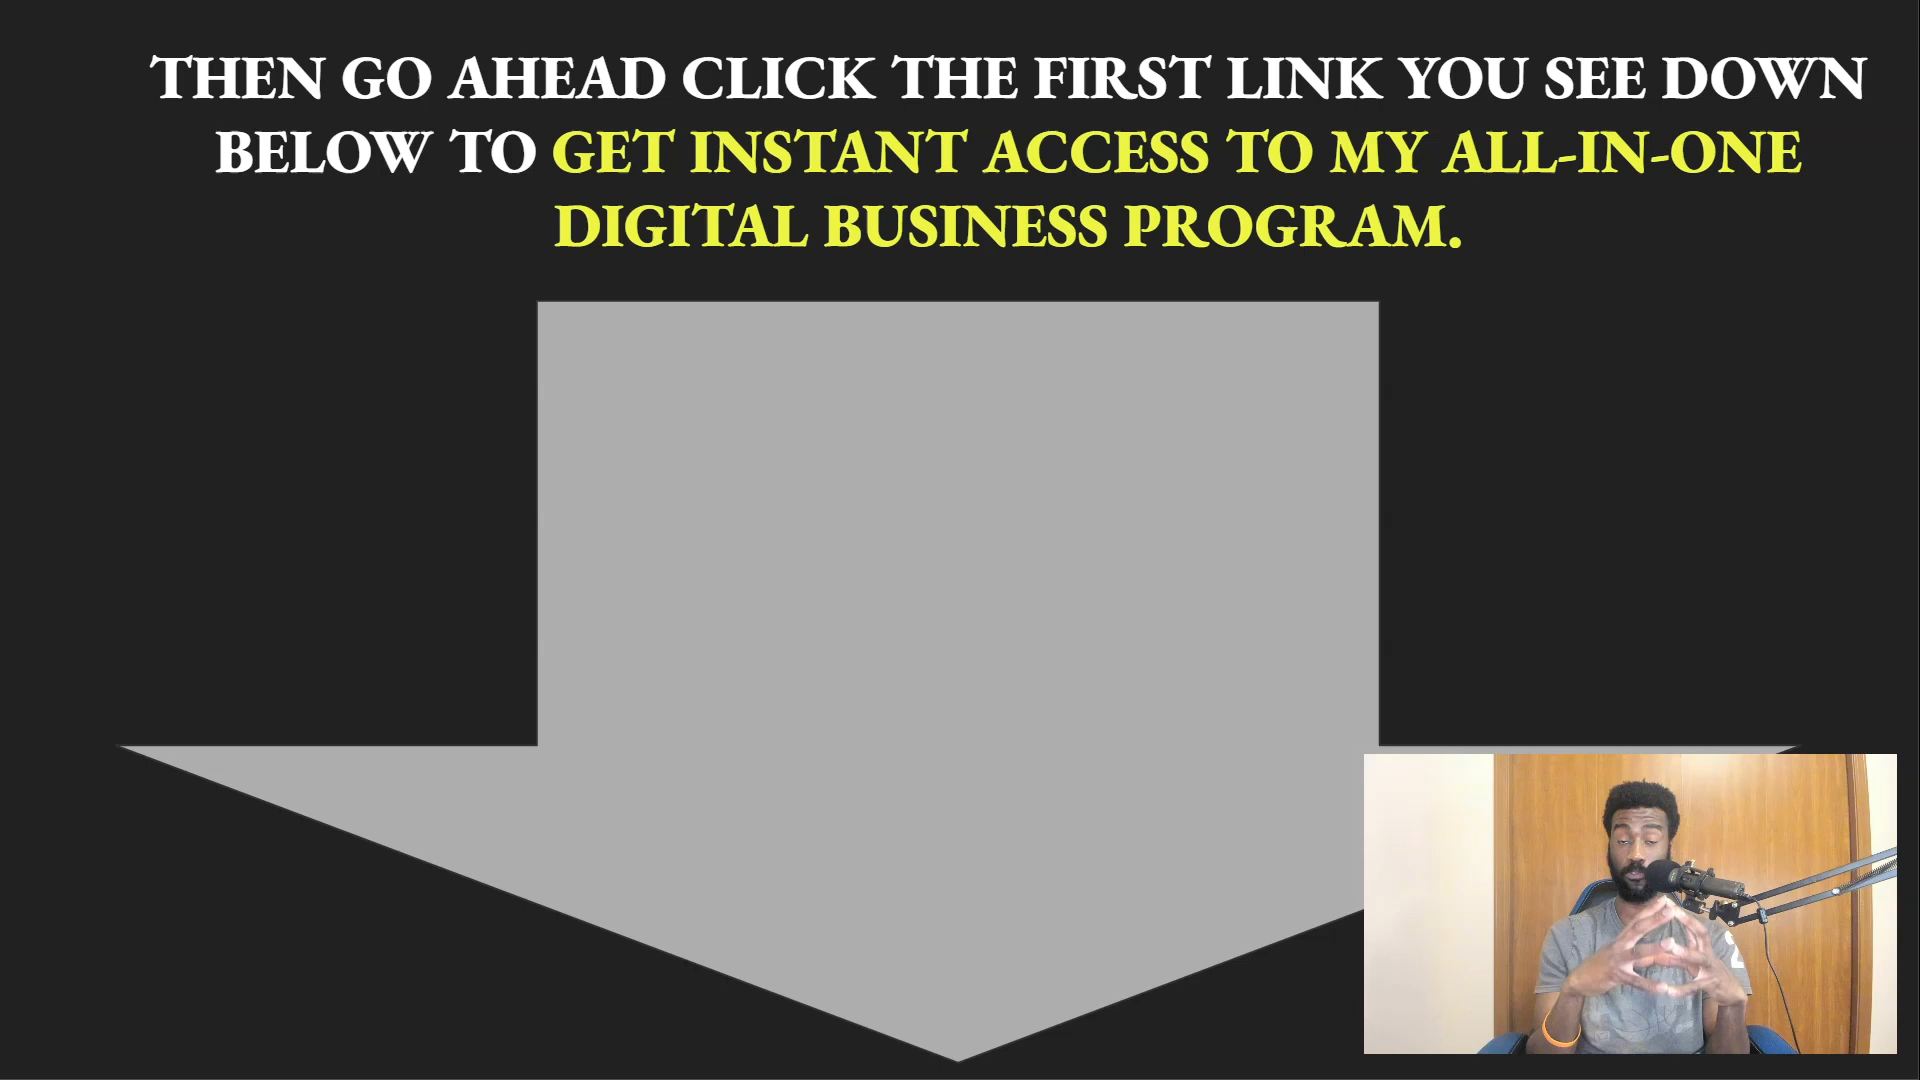 THEN GO AHEAD CLICK THE FIRST LINK YOU SEE DOWN
BELOW TO GET INSTANT ACCESS TO MY ALL-IN-ONE
DIGITAL BUSINESS PROGRAM.